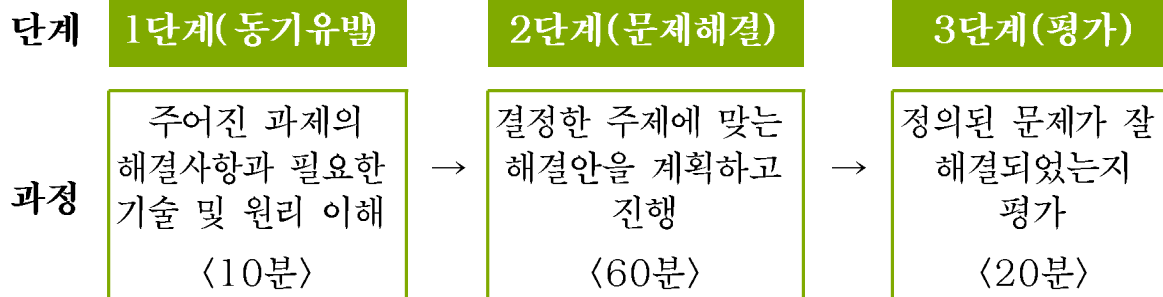 단계 1단계(동기유발) 2단계(문제해결) 3단계(평가)
주어진 과제의 결정한 주제에 맞는 정의된 문제가 잘
과정 해결사항과 필요한 → 해결안을 계획하고 → 해결되었는지
기술 및 원리 이해 진행 평가
〈10분〉 〈60분〉 〈20분〉